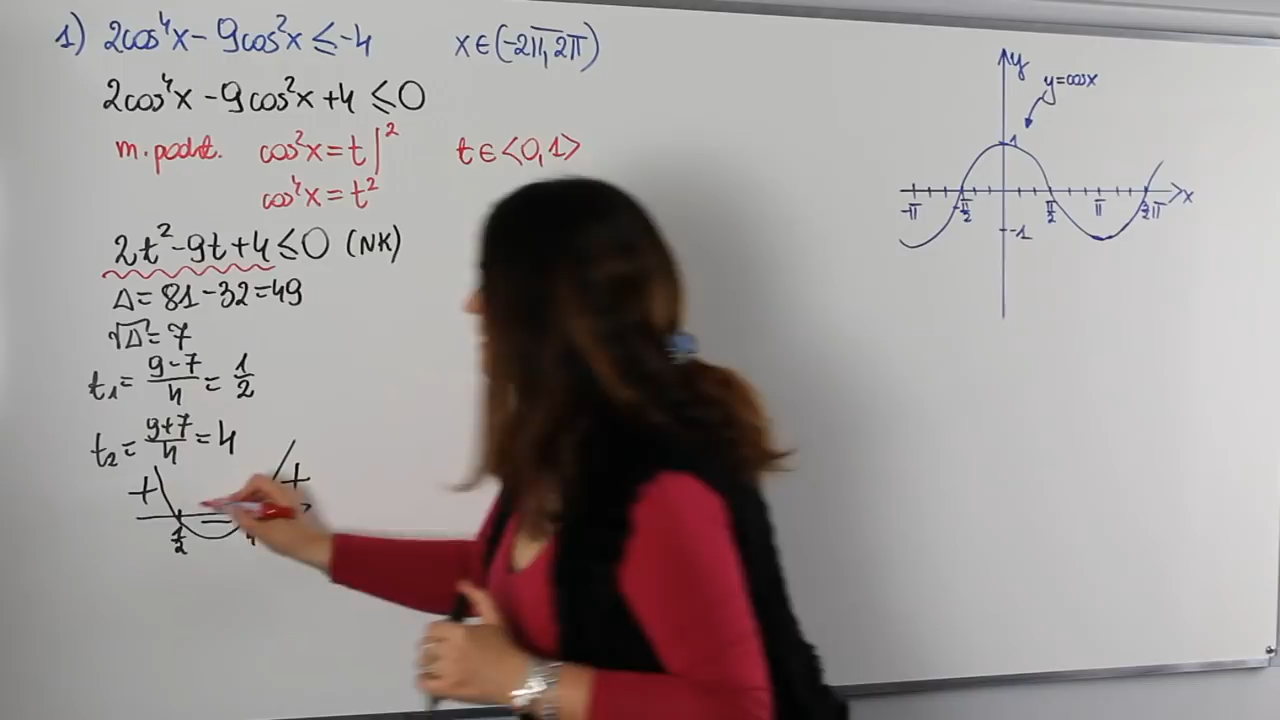 1) 2cos⁴x - 9cos²x ≤ -4 x∈(-2π, 2π)
2cos⁴x - 9cos²x + 4 ≤ 0
m. podst. cos²x = t |² t∈<0,1>
cos⁴x = t²
2t² - 9t + 4 ≤ 0 (NK)
Δ = 81 - 32 = 49
√Δ = 7
t₁ = (9-7)/4 = 1/2
t₂ = (9+7)/4 = 4
+ - +
1/2
y
y = cosx
1
-π -π/2 π/2 π 2π x
-1